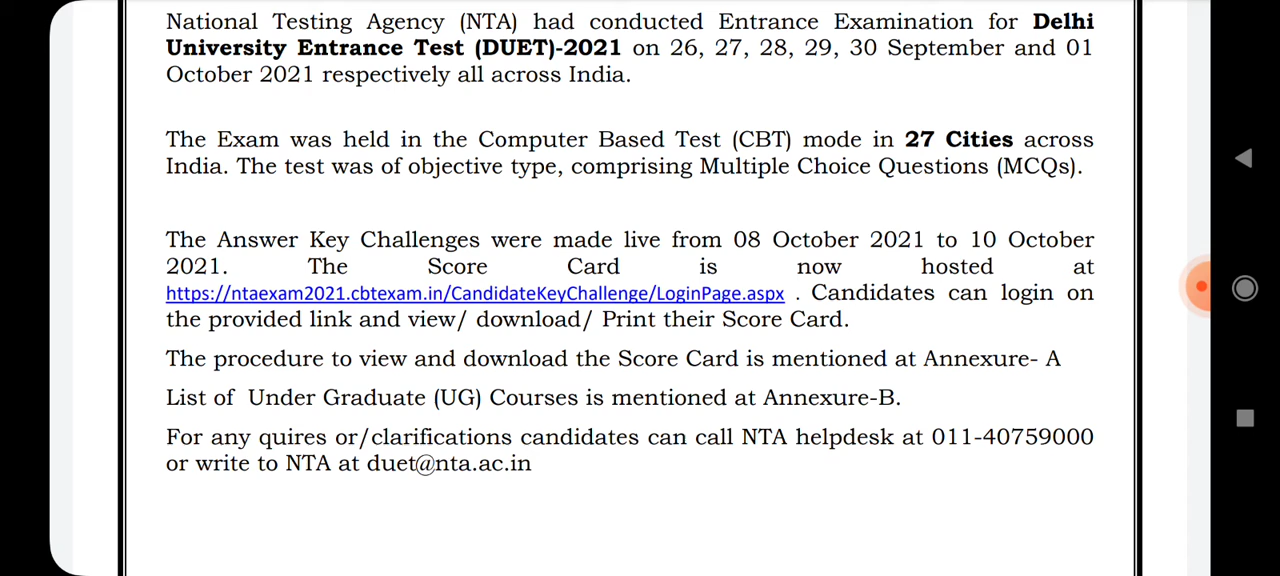 National Testing Agency (NTA) had conducted Entrance Examination for Delhi
University Entrance Test (DUET)-2021 on 26, 27, 28, 29, 30 September and 01
October 2021 respectively all across India.
The Exam was held in the Computer Based Test (CBT) mode in 27 Cities across
India. The test was of objective type, comprising Multiple Choice Questions (MCQs).
The Answer Key Challenges were made live from 08 October 2021 to 10 October
2021. The Score Card is now hosted at
https://ntaexam2021.cbtexam.in/CandidateKeyChallenge/LoginPage.aspx . Candidates can login on
the provided link and view/ download/ Print their Score Card.
The procedure to view and download the Score Card is mentioned at Annexure- A
List of Under Graduate (UG) Courses is mentioned at Annexure-B.
For any quires or/clarifications candidates can call NTA helpdesk at 011-40759000
or write to NTA at duet@nta.ac.in